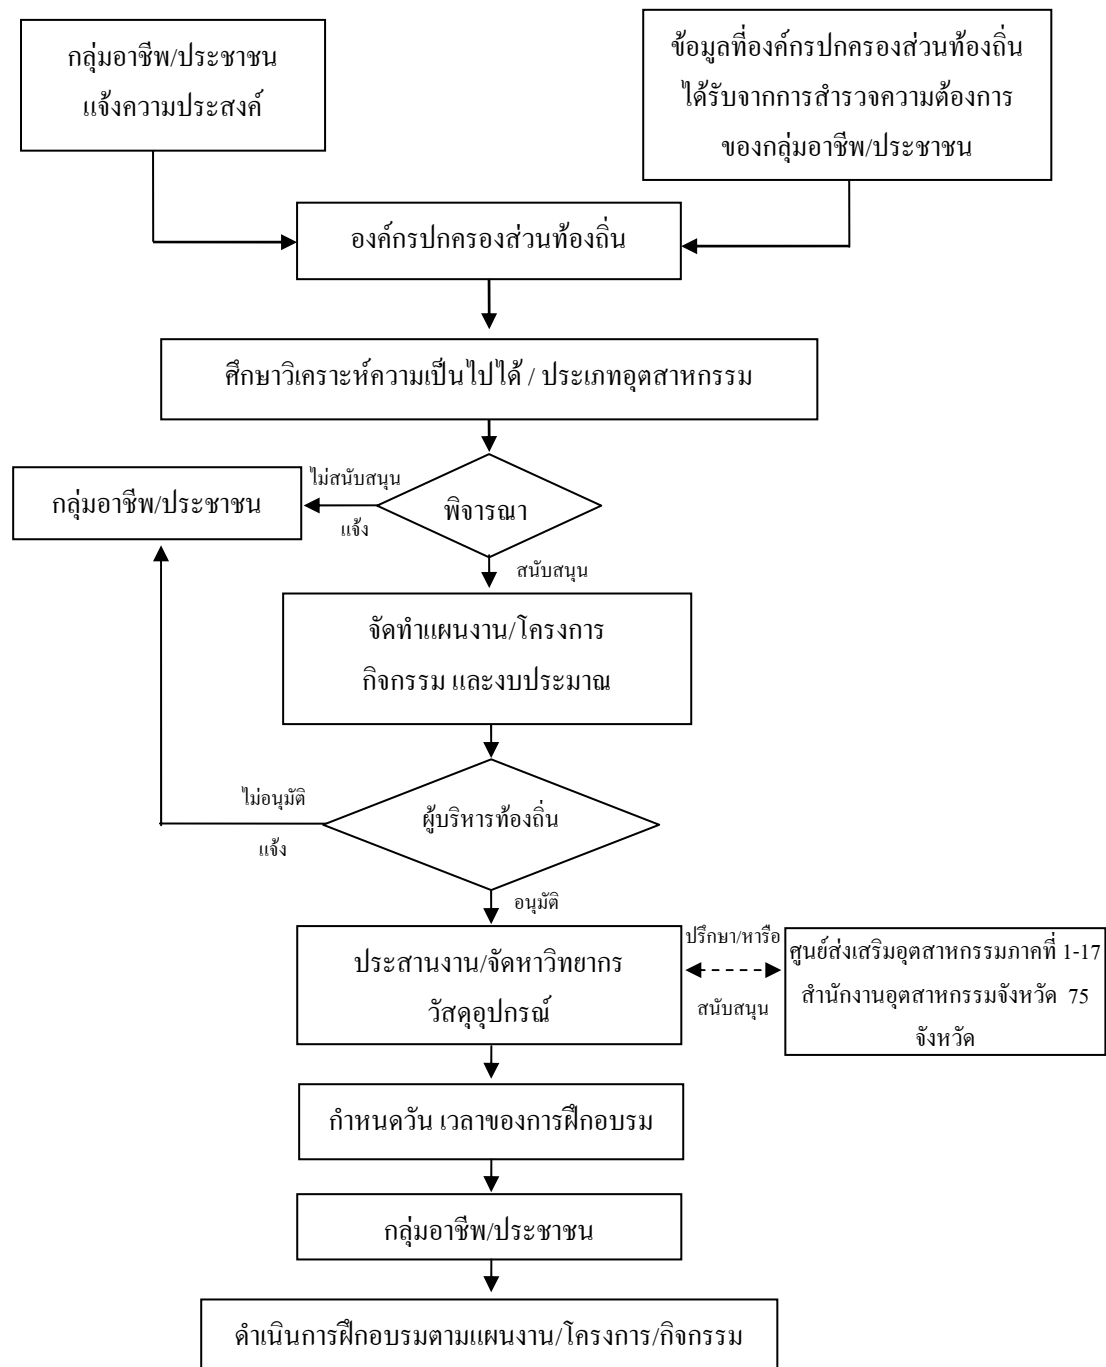 กลุ่มอาชีพ/ประชาชน
แจ้งความประสงค์
ข้อมูลที่องค์กรปกครองส่วนท้องถิ่น
ได้รับจากการสำรวจความต้องการ
ของกลุ่มอาชีพ/ประชาชน
องค์กรปกครองส่วนท้องถิ่น
ศึกษาวิเคราะห์ความเป็นไปได้ / ประเภทอุตสาหกรรม
กลุ่มอาชีพ/ประชาชน
ไม่สนับสนุน
แจ้ง
พิจารณา
สนับสนุน
จัดทำแผนงาน/โครงการ
กิจกรรม และงบประมาณ
ไม่อนุมัติ
แจ้ง
ผู้บริหารท้องถิ่น
อนุมัติ
ประสานงาน/จัดหาวิทยากร
วัสดุอุปกรณ์
ปรึกษา/หารือ
สนับสนุน
ศูนย์ส่งเสริมอุตสาหกรรมภาคที่ 1-17
สำนักงานอุตสาหกรรมจังหวัด 75
จังหวัด
กำหนดวัน เวลาของการฝึกอบรม
กลุ่มอาชีพ/ประชาชน
ดำเนินการฝึกอบรมตามแผนงาน/โครงการ/กิจกรรม